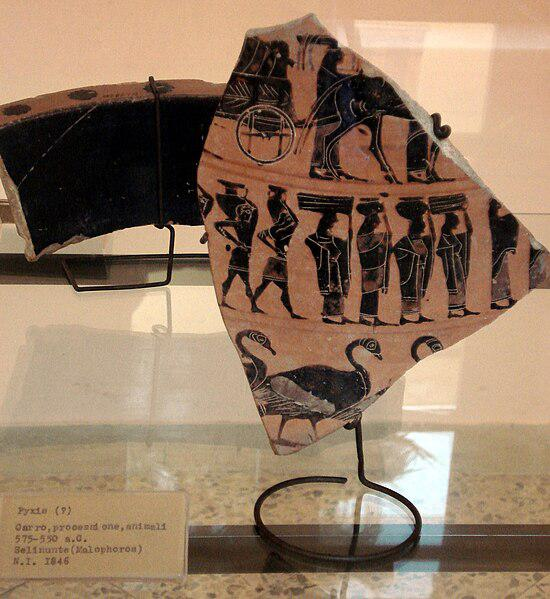 Pyxis (?)
Carro, processione, animali
575-550 a.C.
Selinunte (Malophoros)
N.I. 1846